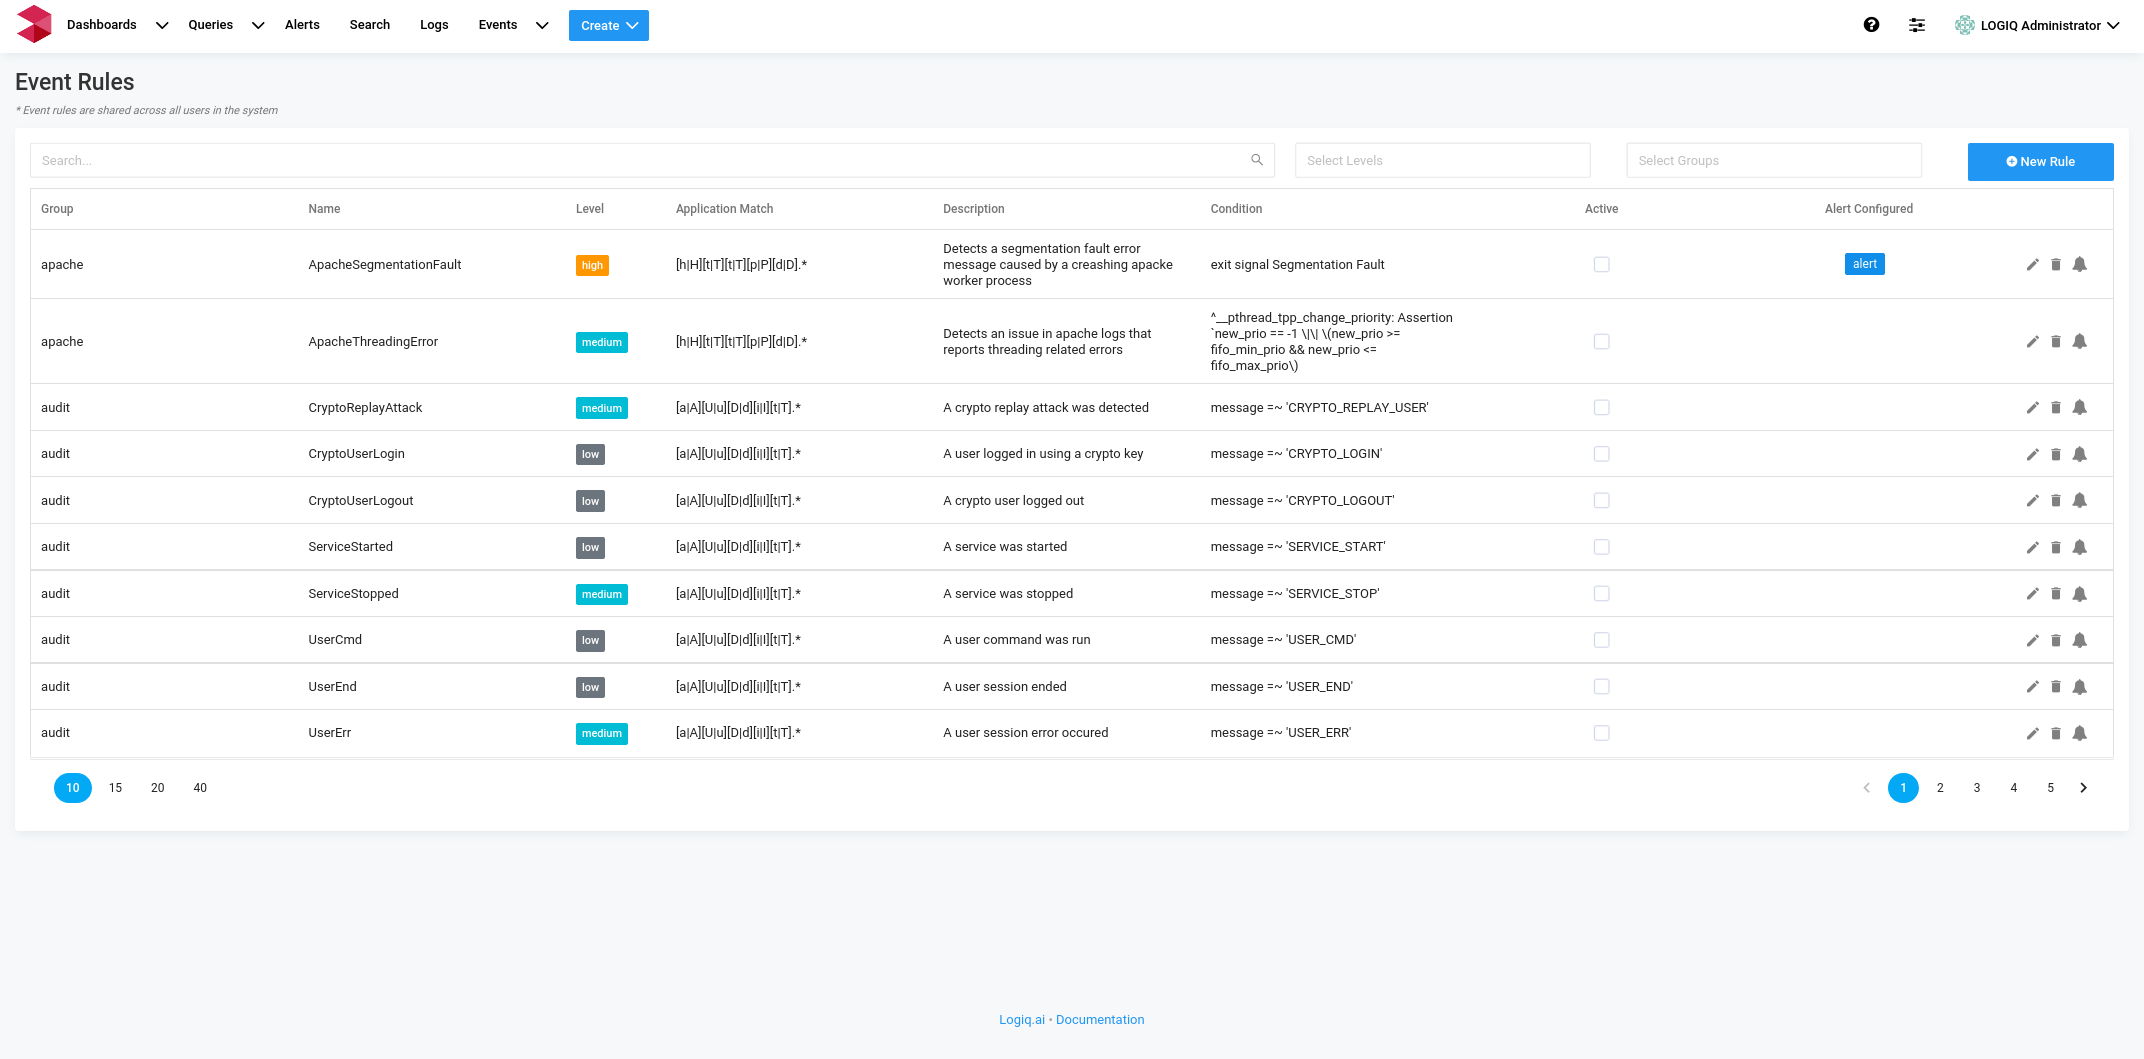 Dashboards Queries Alerts Search Logs Events Create LOGIQ Administrator
Event Rules
* Event rules are shared across all users in the system
Search... Select Levels Select Groups New Rule
Group Name Level Application Match Description Condition Active Alert Configured
apache ApacheSegmentationFault high [h|H][t|T][t|T][p|P][d|D].* Detects a segmentation fault error exit signal Segmentation Fault alert
message caused by a creashing apacke
worker process
apache ApacheThreadingError medium [h|H][t|T][t|T][p|P][d|D].* Detects an issue in apache logs that ^__pthread_tpp_change_priority: Assertion
reports threading related errors `new_prio == -1 \|\| \(new_prio >=
fifo_min_prio && new_prio <=
fifo_max_prio\)
audit CryptoReplayAttack medium [a|A][U|u][D|d][i|I][t|T].* A crypto replay attack was detected message =~ 'CRYPTO_REPLAY_USER'
audit CryptoUserLogin low [a|A][U|u][D|d][i|I][t|T].* A user logged in using a crypto key message =~ 'CRYPTO_LOGIN'
audit CryptoUserLogout low [a|A][U|u][D|d][i|I][t|T].* A crypto user logged out message =~ 'CRYPTO_LOGOUT'
audit ServiceStarted low [a|A][U|u][D|d][i|I][t|T].* A service was started message =~ 'SERVICE_START'
audit ServiceStopped medium [a|A][U|u][D|d][i|I][t|T].* A service was stopped message =~ 'SERVICE_STOP'
audit UserCmd low [a|A][U|u][D|d][i|I][t|T].* A user command was run message =~ 'USER_CMD'
audit UserEnd low [a|A][U|u][D|d][i|I][t|T].* A user session ended message =~ 'USER_END'
audit UserErr medium [a|A][U|u][D|d][i|I][t|T].* A user session error occured message =~ 'USER_ERR'
10 15 20 40 1 2 3 4 5
Logiq.ai • Documentation